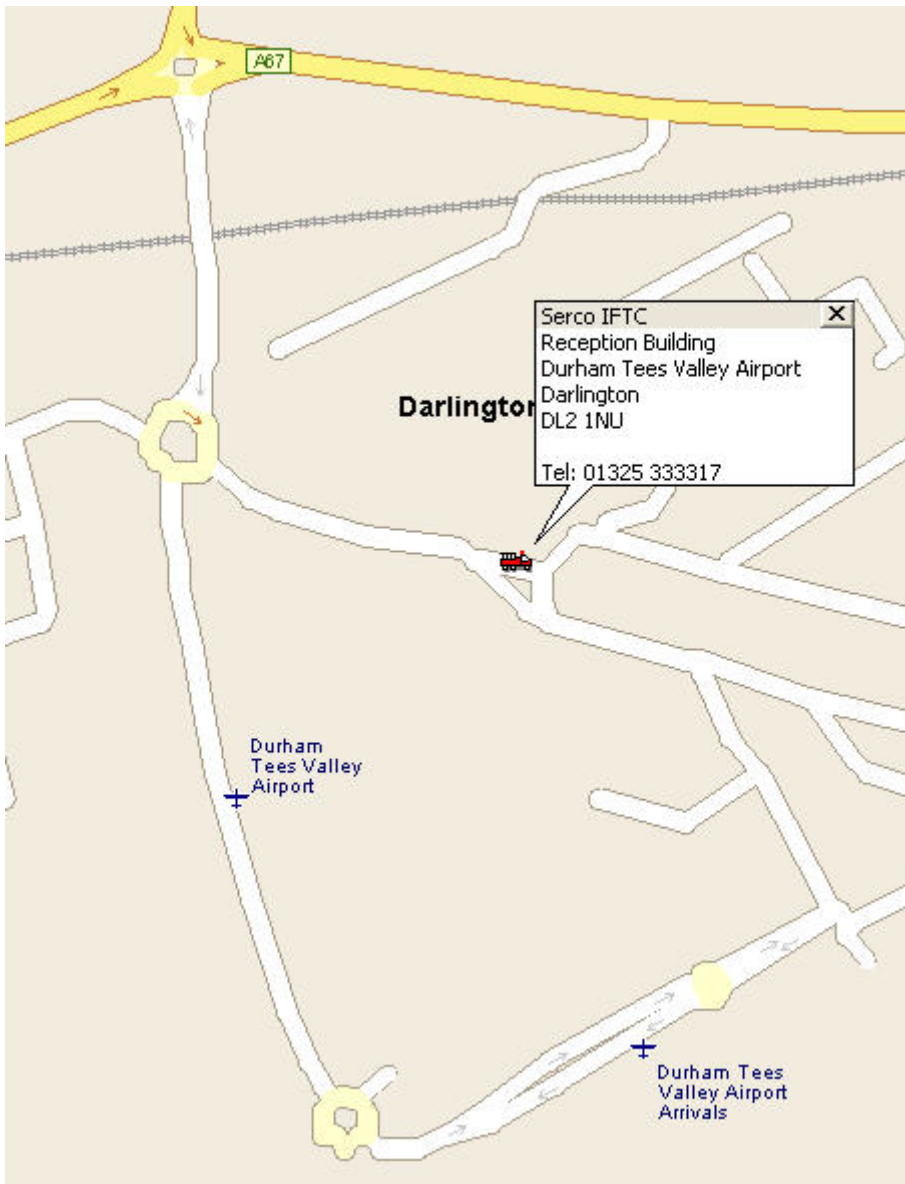 A67
Serco IFTC
Reception Building
Durham Tees Valley Airport
Darlington
DL2 1NU
Tel: 01325 333317
Darlington
Durham
Tees Valley
Airport
Durham Tees
Valley Airport
Arrivals